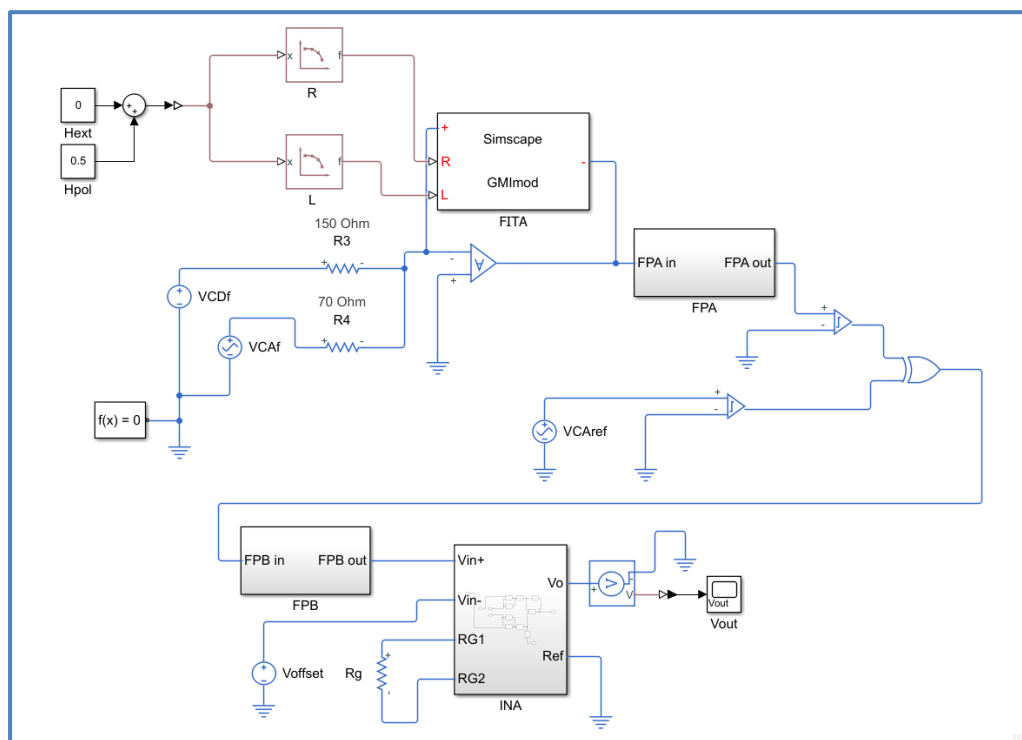 x
f
R
0
Hext
0.5
Hpol
x
f
L
+
R
L
Simscape
GMImod
-
FITA
150 Ohm
R3
+
-
VCDf
70 Ohm
R4
+
-
VCAf
-
+
FPA in
FPA out
FPA
+
-
f(x) = 0
+
-
VCAref
FPB in
FPB out
FPB
Vin+
Vin-
RG1
RG2
Vo
Ref
INA
+
-
V
V
Vout
Vout
Voffset
Rg
+
-